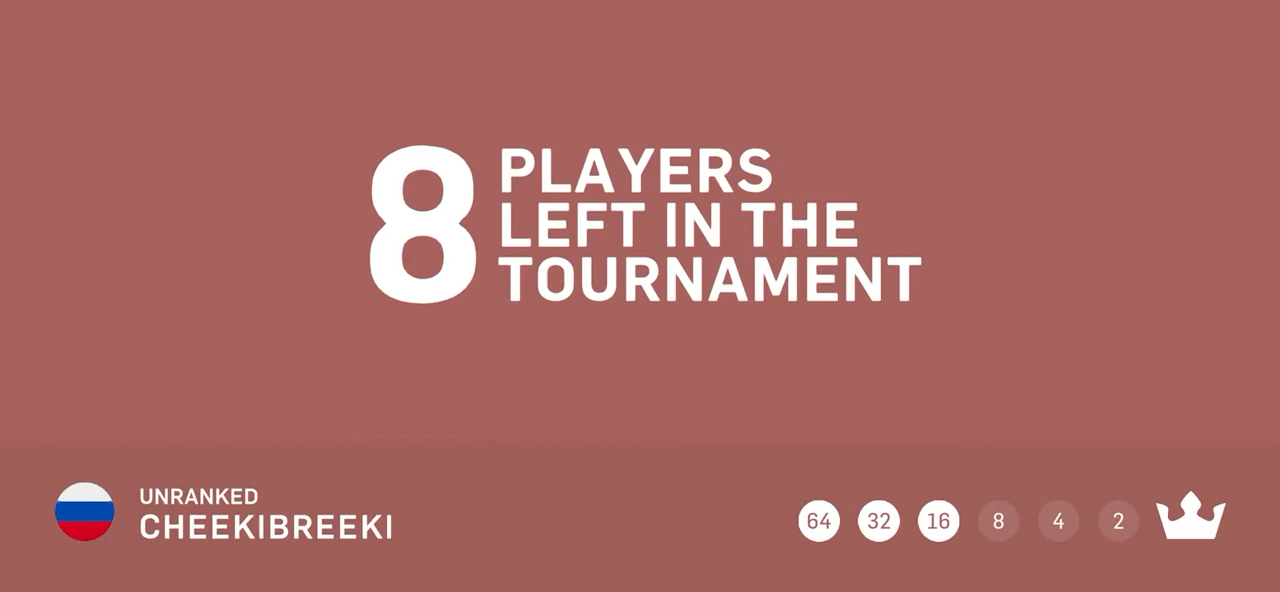 8
PLAYERS
LEFT IN THE
TOURNAMENT
UNRANKED
CHEEKIBREEKI
64 32 16 8 4 2